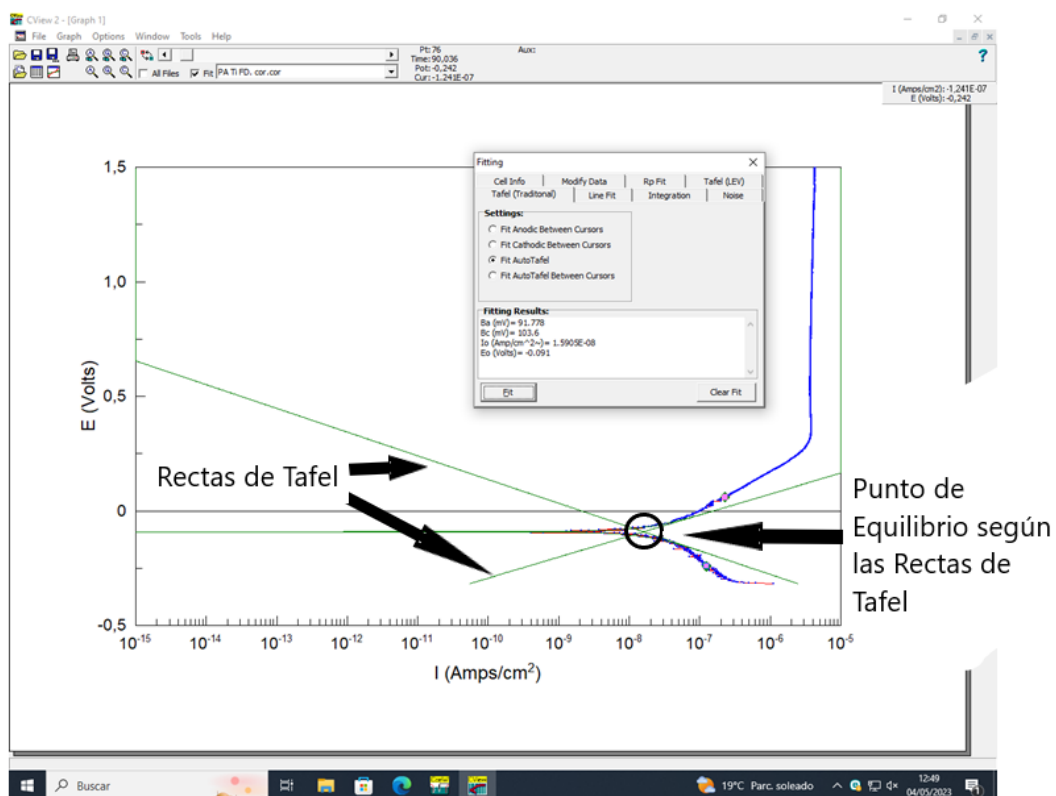 CView 2 - [Graph 1]
File Graph Options Window Tools Help
All Files Fit PA Ti FD. cor.cor
Pt: 76
Time: 90,036
Pot: -0,242
Cur: -1.241E-07
Aux:
?
I (Amps/cm2): -1,241E-07
E (Volts): -0,242
Fitting
Cell Info Modify Data Rp Fit Tafel (LEV)
Tafel (Traditonal) Line Fit Integration Noise
Settings:
Fit Anodic Between Cursors
Fit Cathodic Between Cursors
Fit AutoTafel
Fit AutoTafel Between Cursors
Fitting Results:
Ba (mV)= 91.778
Bc (mV)= 103.6
Io (Amp/cm^2~)= 1.5905E-08
Eo (Volts)= -0.091
Fit Clear Fit
1,5
1,0
0,5
0
-0,5
E (Volts)
Rectas de Tafel
Punto de
Equilibrio según
las Rectas de
Tafel
10⁻¹⁵ 10⁻¹⁴ 10⁻¹³ 10⁻¹² 10⁻¹¹ 10⁻¹⁰ 10⁻⁹ 10⁻⁸ 10⁻⁷ 10⁻⁶ 10⁻⁵
I (Amps/cm²)
Buscar
19°C Parc. soleado
12:49
04/05/2023